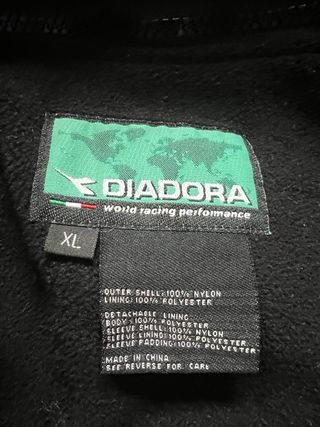 DIADORA
world racing performance
XL
OUTER SHELL: 100% NYLON
LINING: 100% POLYESTER
DETACHABLE LINING
BODY: 100% POLYESTER
SLEEVE SHELL: 100% NYLON
SLEEVE LINING: 100% POLYESTER
SLEEVE PADDING: 100% POLYESTER
MADE IN CHINA
SEE REVERSE FOR CARE